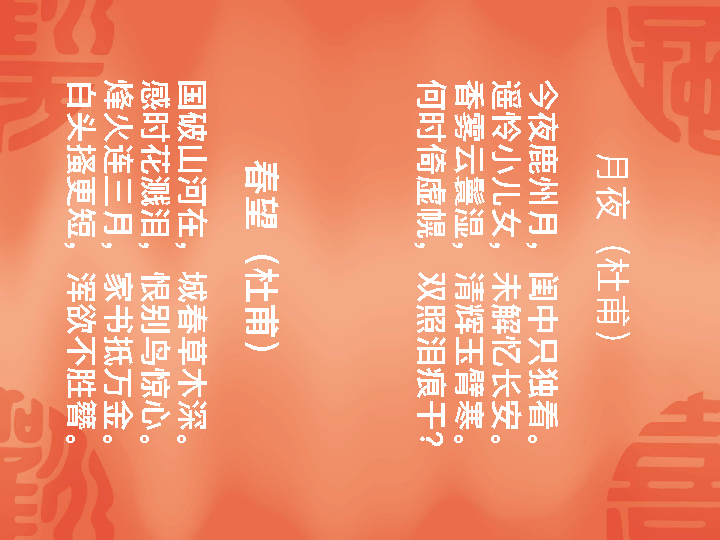 月夜（杜甫）
今夜鹿州月， 闺中只独看。
遥怜小儿女， 未解忆长安。
香雾云鬟湿， 清辉玉臂寒。
何时倚虚幌， 双照泪痕干？
春望（杜甫）
国破山河在， 城春草木深。
感时花溅泪， 恨别鸟惊心。
烽火连三月， 家书抵万金。
白头搔更短， 浑欲不胜簪。